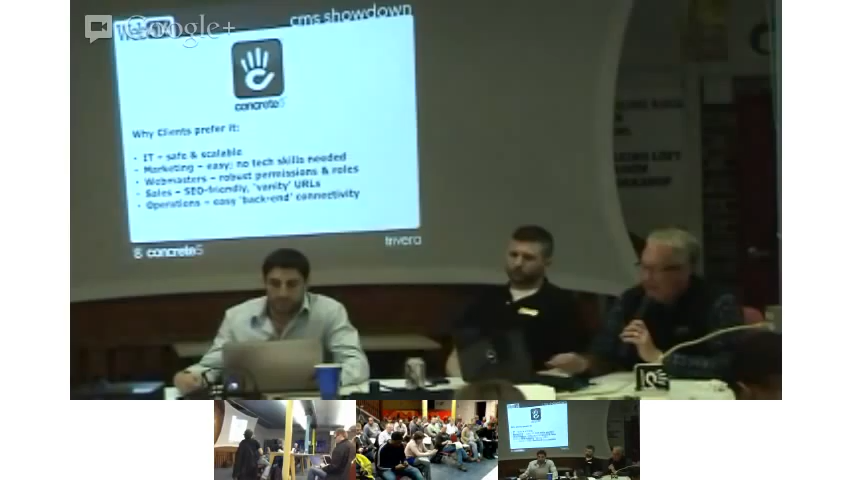 Google+
cms showdown
concrete5
Why Clients prefer it:
- IT – safe & scalable
- Marketing – easy; no tech skills needed
- Webmasters – robust permissions & roles
- Sales – SEO-friendly, 'vanity' URLs
- Operations – easy 'back-end' connectivity
8 concrete5
trivera